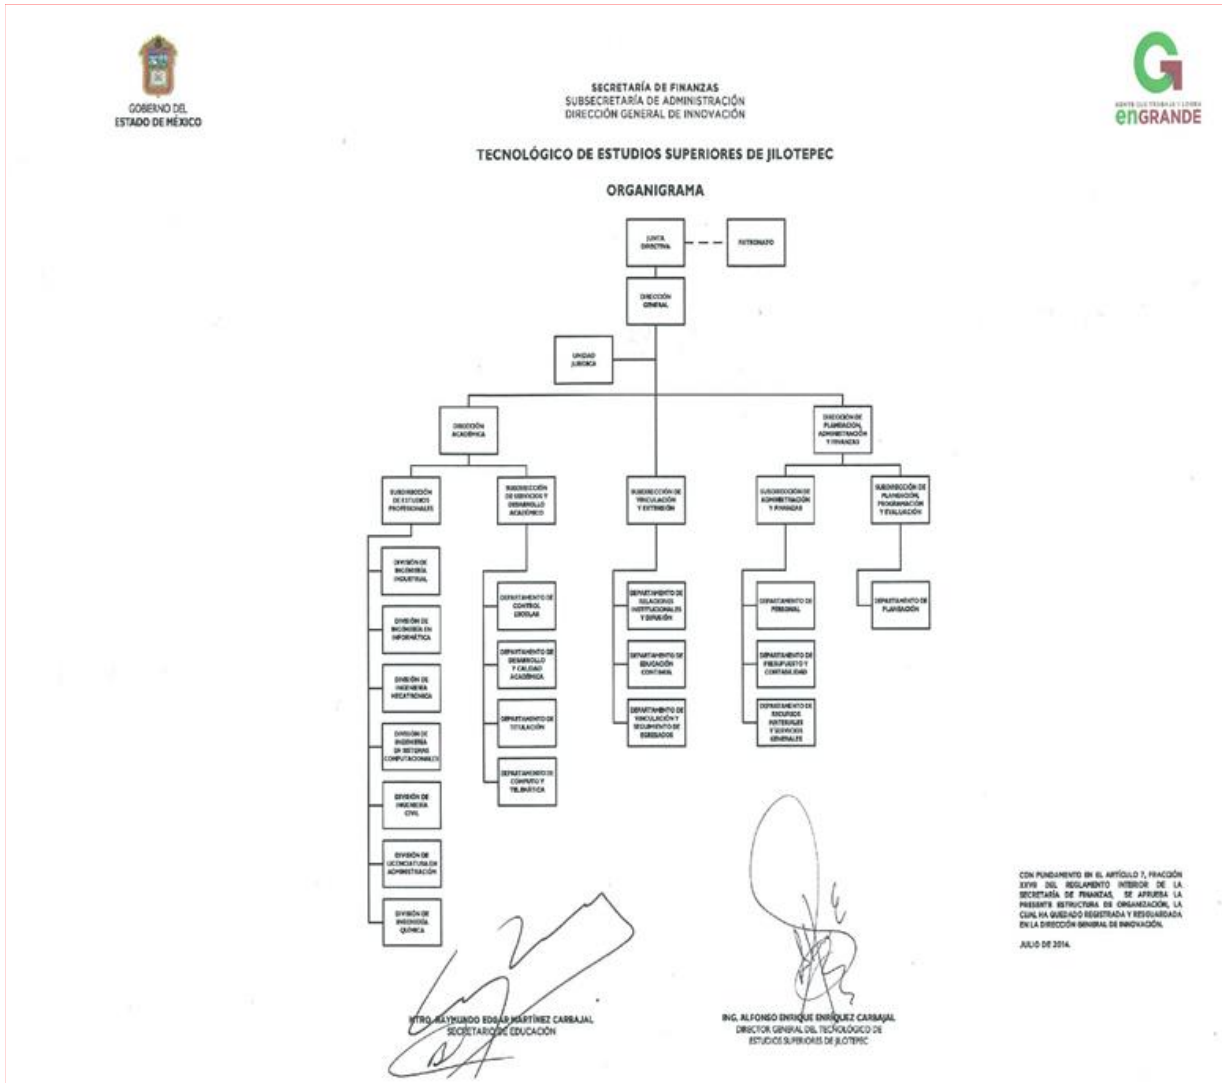 GOBIERNO DEL
ESTADO DE MÉXICO
SECRETARÍA DE FINANZAS
SUBSECRETARÍA DE ADMINISTRACIÓN
DIRECCIÓN GENERAL DE INNOVACIÓN
GENTE QUE TRABAJA Y LOGRA
enGRANDE
TECNOLÓGICO DE ESTUDIOS SUPERIORES DE JILOTEPEC
ORGANIGRAMA
JUNTA
DIRECTIVA
PATRONATO
DIRECCIÓN
GENERAL
UNIDAD
JURÍDICA
DIRECCIÓN
ACADÉMICA
DIRECCIÓN DE
PLANEACIÓN,
ADMINISTRACIÓN
Y FINANZAS
SUBDIRECCIÓN
DE ESTUDIOS
PROFESIONALES
SUBDIRECCIÓN
DE SERVICIOS Y
DESARROLLO
ACADÉMICO
SUBDIRECCIÓN DE
VINCULACIÓN
Y EXTENSIÓN
SUBDIRECCIÓN DE
ADMINISTRACIÓN
Y FINANZAS
SUBDIRECCIÓN DE
PLANEACIÓN,
PROGRAMACIÓN
Y EVALUACIÓN
DIVISIÓN DE
INGENIERÍA
INDUSTRIAL
DIVISIÓN DE
INGENIERÍA EN
INFORMÁTICA
DIVISIÓN DE
INGENIERÍA
MECATRÓNICA
DIVISIÓN DE
INGENIERÍA
EN SISTEMAS
COMPUTACIONALES
DIVISIÓN DE
INGENIERÍA
CIVIL
DIVISIÓN DE
LICENCIATURA EN
ADMINISTRACIÓN
DIVISIÓN DE
INGENIERÍA
QUÍMICA
DEPARTAMENTO DE
CONTROL
ESCOLAR
DEPARTAMENTO DE
DESARROLLO
Y CALIDAD
ACADÉMICA
DEPARTAMENTO DE
TITULACIÓN
DEPARTAMENTO DE
COMPUTO Y
TELEMÁTICA
DEPARTAMENTO DE
RELACIONES
INSTITUCIONALES
Y DIFUSIÓN
DEPARTAMENTO DE
EDUCACIÓN
CONTINUA
DEPARTAMENTO DE
VINCULACIÓN Y
SEGUIMIENTO DE
EGRESADOS
DEPARTAMENTO DE
PERSONAL
DEPARTAMENTO DE
PRESUPUESTO Y
CONTABILIDAD
DEPARTAMENTO DE
RECURSOS
MATERIALES
Y SERVICIOS
GENERALES
DEPARTAMENTO DE
PLANEACIÓN
CON FUNDAMENTO EN EL ARTÍCULO 7, FRACCIÓN
XXVII DEL REGLAMENTO INTERIOR DE LA
SECRETARÍA DE FINANZAS, SE APRUEBA LA
PRESENTE ESTRUCTURA DE ORGANIZACIÓN, LA
CUAL HA QUEDADO REGISTRADA Y RESGUARDADA
EN LA DIRECCIÓN GENERAL DE INNOVACIÓN.
JULIO DE 2014.
MTRO. RAYMUNDO EDGAR MARTÍNEZ CARBAJAL
SECRETARIO DE EDUCACIÓN
ING. ALFONSO ENRIQUE ENRÍQUEZ CARBAJAL
DIRECTOR GENERAL DEL TECNOLÓGICO DE
ESTUDIOS SUPERIORES DE JILOTEPEC